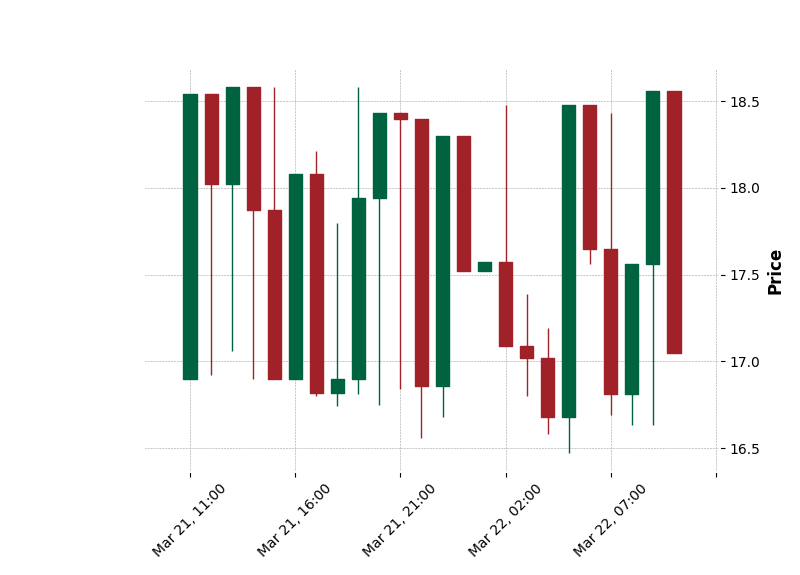 18.5
18.0
17.5
17.0
16.5
Price
Mar 21, 11:00
Mar 21, 16:00
Mar 21, 21:00
Mar 22, 02:00
Mar 22, 07:00